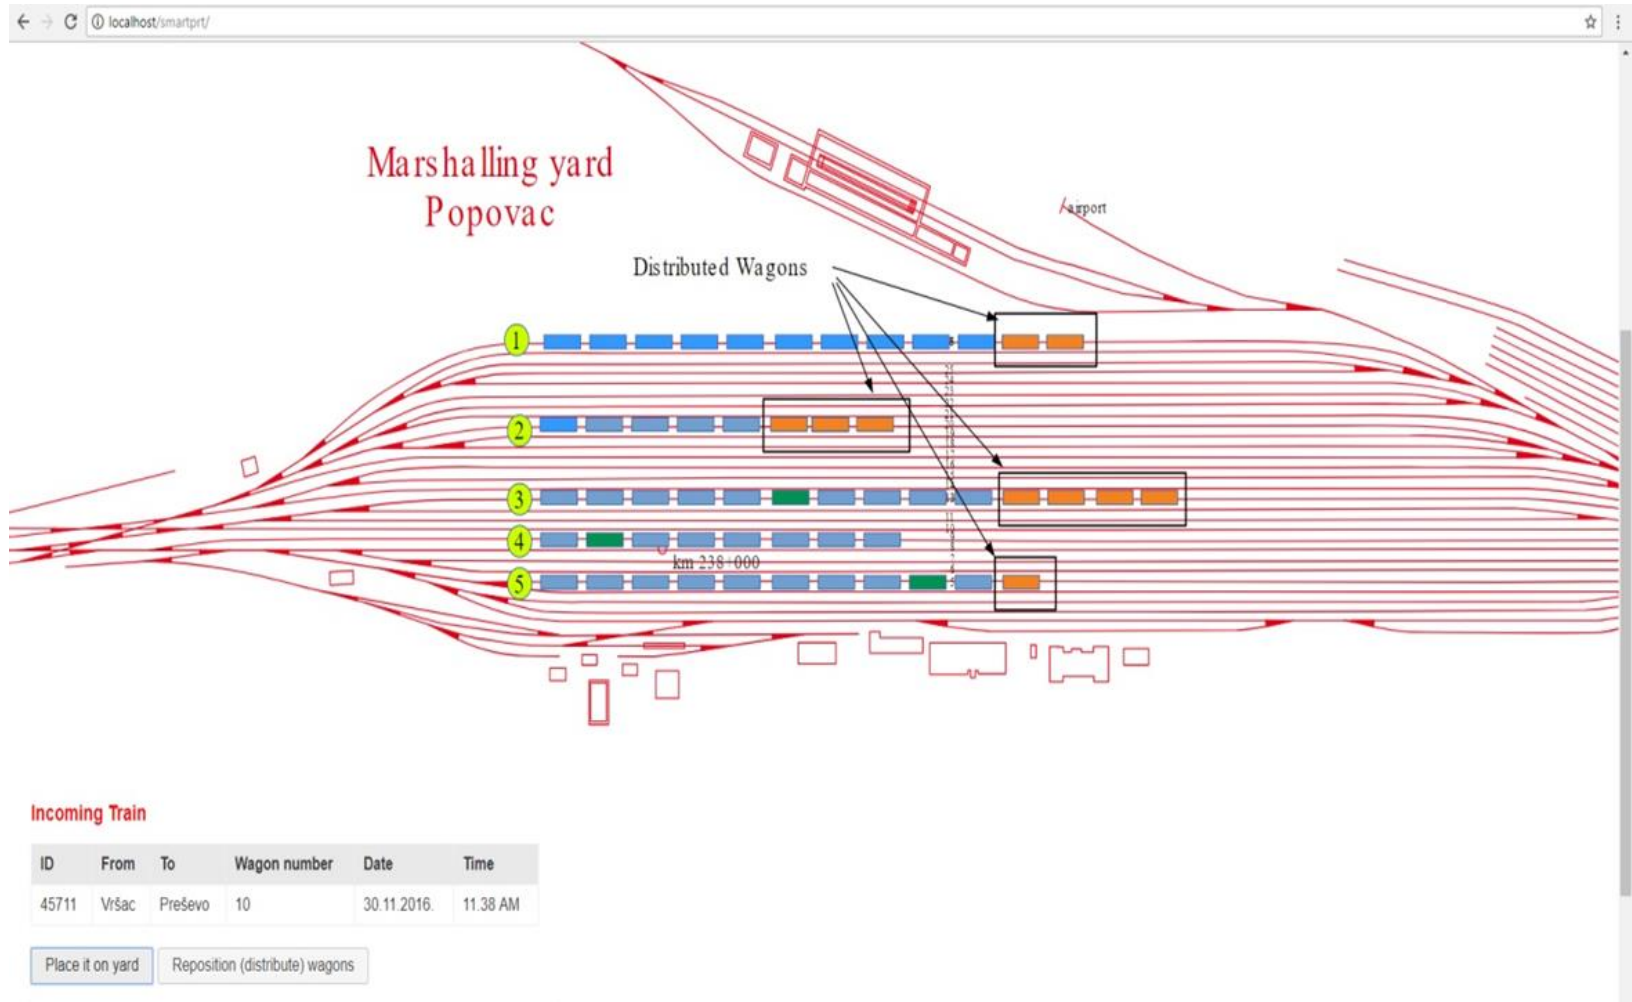 localhost/smartprt/
Marshalling yard
Popovac
airport
Distributed Wagons
1
2
3
4
km 238+000
5
Incoming Train
ID From To Wagon number Date Time
45711 Vršac Preševo 10 30.11.2016. 11.38 AM
Place it on yard Reposition (distribute) wagons